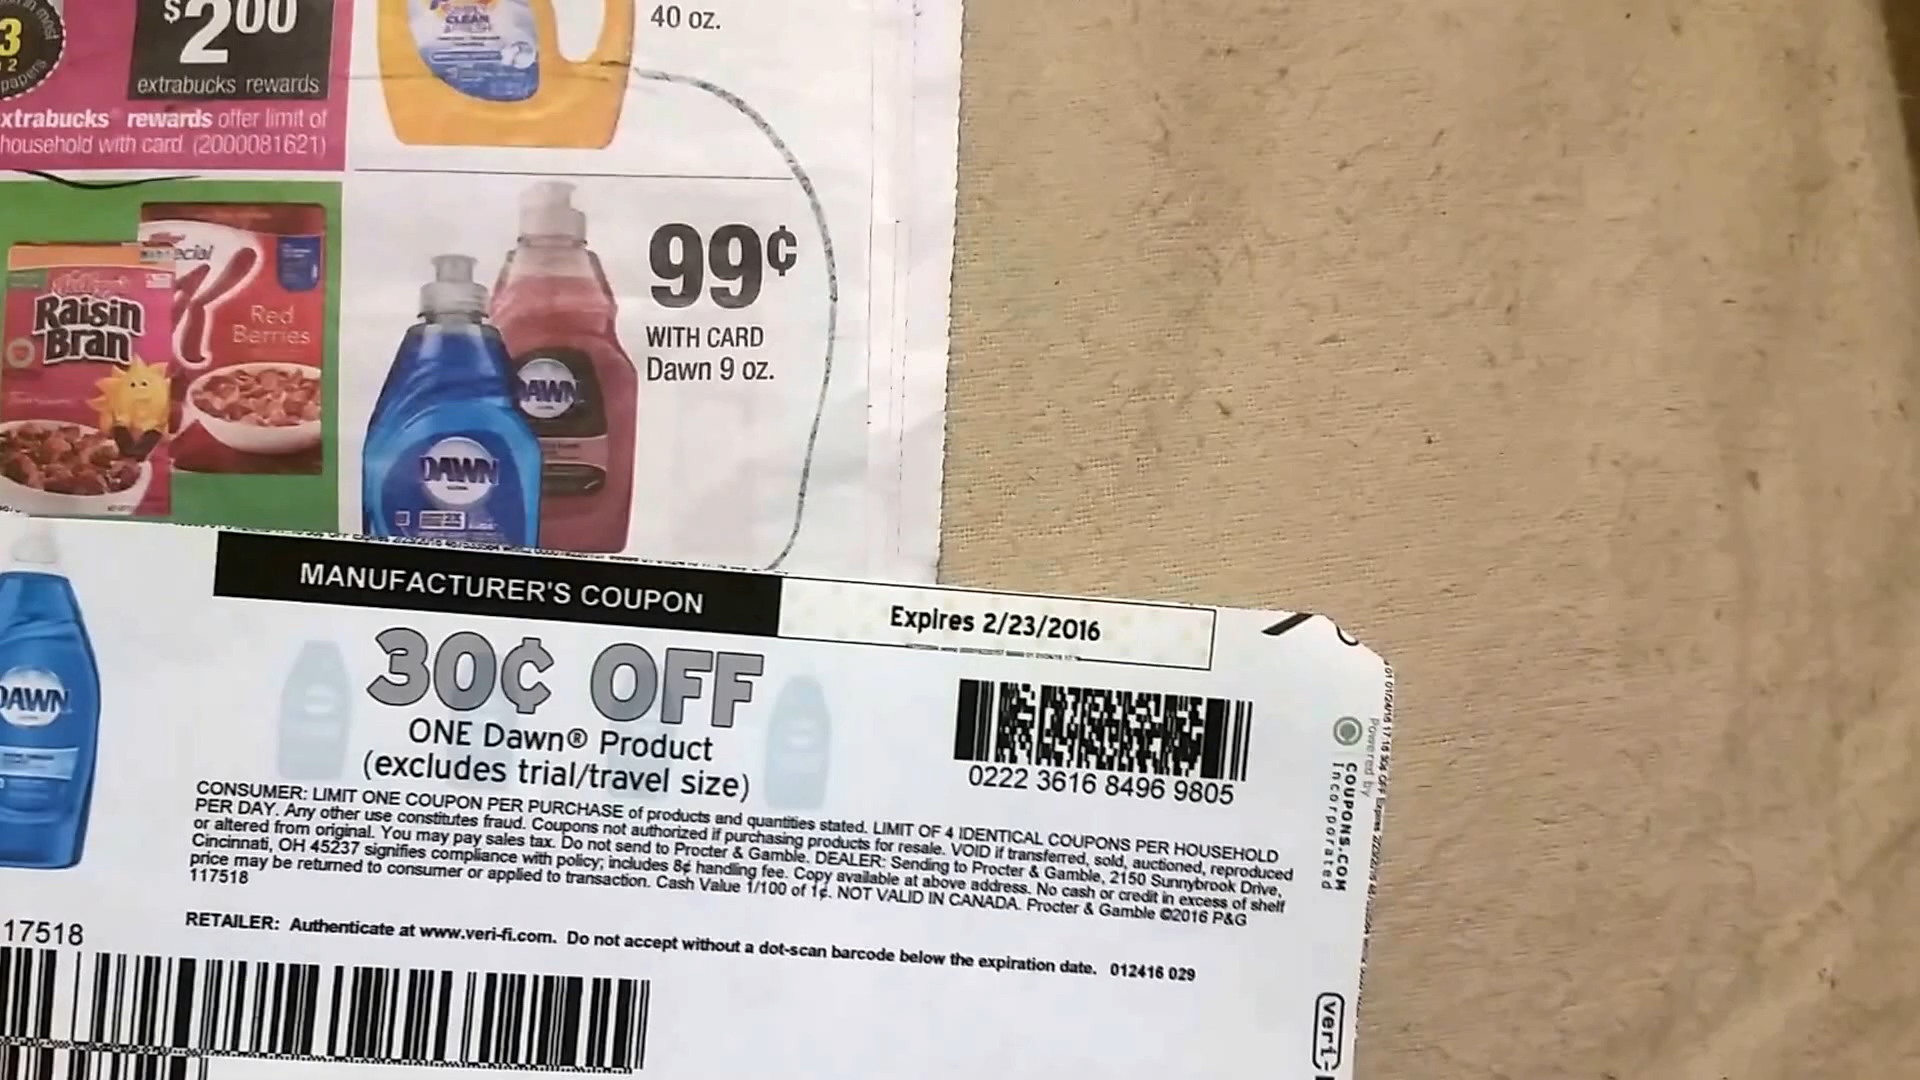 3
$2.00
extrabucks rewards
xtrabucks® rewards offer limit of
household with card. (2000081621)
CLEAN
& FRESH
40 oz.
Kellogg's
Raisin
Bran
ecial
K
Red
Berries
DAWN
DAWN
99¢
WITH CARD
Dawn 9 oz.
DAWN
MANUFACTURER'S COUPON
Expires 2/23/2016
30¢ OFF
ONE Dawn® Product
(excludes trial/travel size)
0222 3616 8496 9805
CONSUMER: LIMIT ONE COUPON PER PURCHASE of products and quantities stated. LIMIT OF 4 IDENTICAL COUPONS PER HOUSEHOLD
PER DAY. Any other use constitutes fraud. Coupons not authorized if purchasing products for resale. VOID if transferred, sold, auctioned, reproduced
or altered from original. You may pay sales tax. Do not send to Procter & Gamble. DEALER: Sending to Procter & Gamble, 2150 Sunnybrook Drive,
Cincinnati, OH 45237 signifies compliance with policy; includes 8¢ handling fee. Copy available at above address. No cash or credit in excess of shelf
price may be returned to consumer or applied to transaction. Cash Value 1/100 of 1¢. NOT VALID IN CANADA. Procter & Gamble ©2016 P&G
117518
RETAILER: Authenticate at www.veri-fi.com. Do not accept without a dot-scan barcode below the expiration date. 012416 029
17518
Powered by
COUPONS.COM
Incorporated
veri-